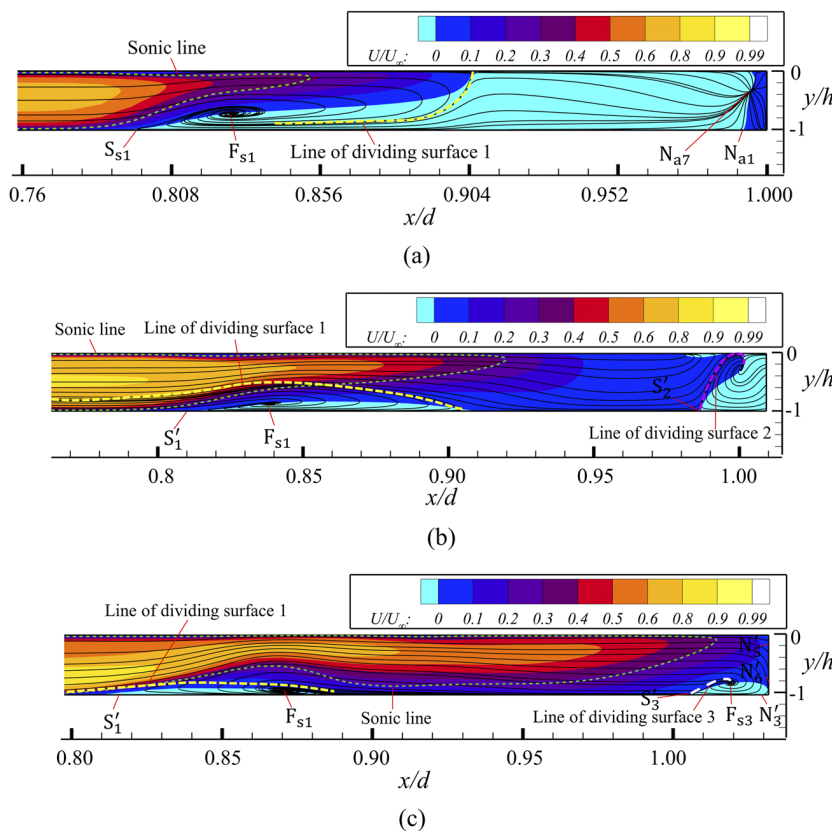 (a)
Sonic line
U/U∞: 0 0.1 0.2 0.3 0.4 0.5 0.6 0.8 0.9 0.99
0
y/h
-1
Ss1 Fs1 Line of dividing surface 1 Na7 Na1
0.76 0.808 0.856 0.904 0.952 1.000
x/d
(a)
Line of dividing surface 1
Sonic line
U/U∞: 0 0.1 0.2 0.3 0.4 0.5 0.6 0.8 0.9 0.99
0
y/h
S′2
-1
S′1 Fs1 Line of dividing surface 2
0.8 0.85 0.90 0.95 1.00
x/d
(b)
Line of dividing surface 1
U/U∞: 0 0.1 0.2 0.3 0.4 0.5 0.6 0.8 0.9 0.99
0
N′5
y/h
N′6
-1
S′1 Fs1 Sonic line S′3 Line of dividing surface 3 Fs3 N′3
0.80 0.85 0.90 0.95 1.00
x/d
(c)